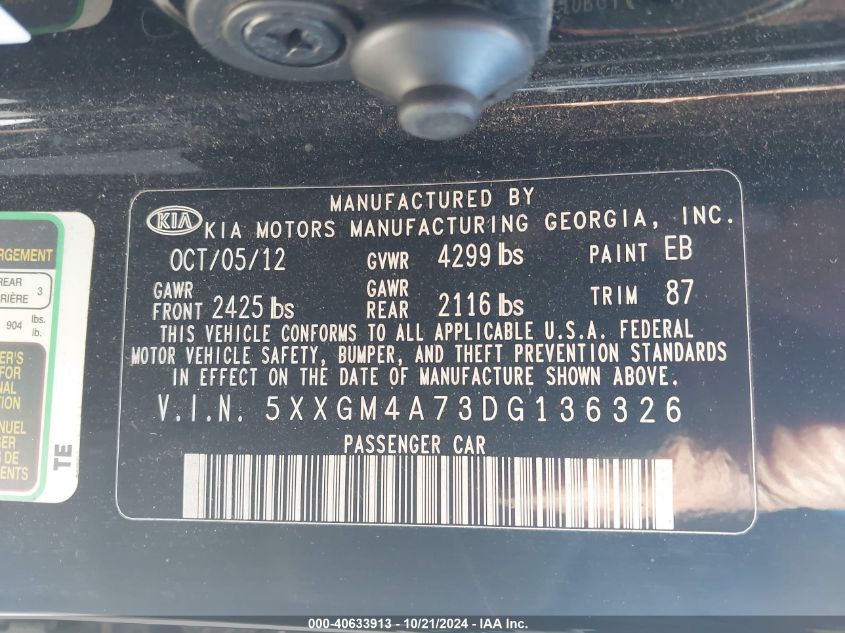 MANUFACTURED BY
KIA KIA MOTORS MANUFACTURING GEORGIA, INC.
OCT/05/12 GVWR 4299 lbs PAINT EB
GAWR FRONT 2425 lbs GAWR REAR 2116 lbs TRIM 87
THIS VEHICLE CONFORMS TO ALL APPLICABLE U.S.A. FEDERAL
MOTOR VEHICLE SAFETY, BUMPER, AND THEFT PREVENTION STANDARDS
IN EFFECT ON THE DATE OF MANUFACTURE SHOWN ABOVE.
V.I.N. 5XXGM4A73DG136326
PASSENGER CAR
REAR
3
904 lbs.
lb.
TE
000-40633913 - 10/21/2024 - IAA Inc.